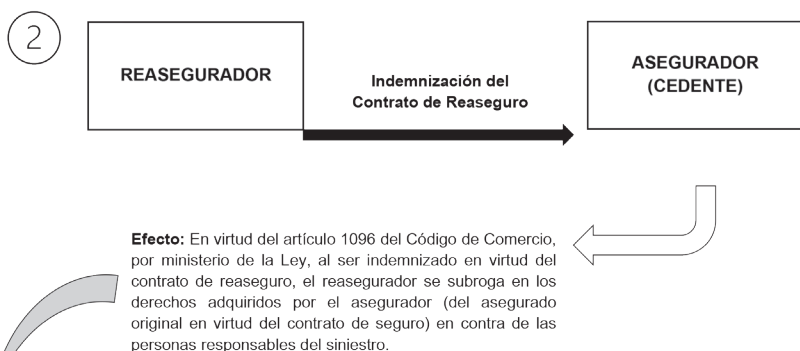 2
REASEGURADOR
Indemnización del
Contrato de Reaseguro
ASEGURADOR
(CEDENTE)
Efecto: En virtud del artículo 1096 del Código de Comercio,
por ministerio de la Ley, al ser indemnizado en virtud del
contrato de reaseguro, el reasegurador se subroga en los
derechos adquiridos por el asegurador (del asegurado
original en virtud del contrato de seguro) en contra de las
personas responsables del siniestro.